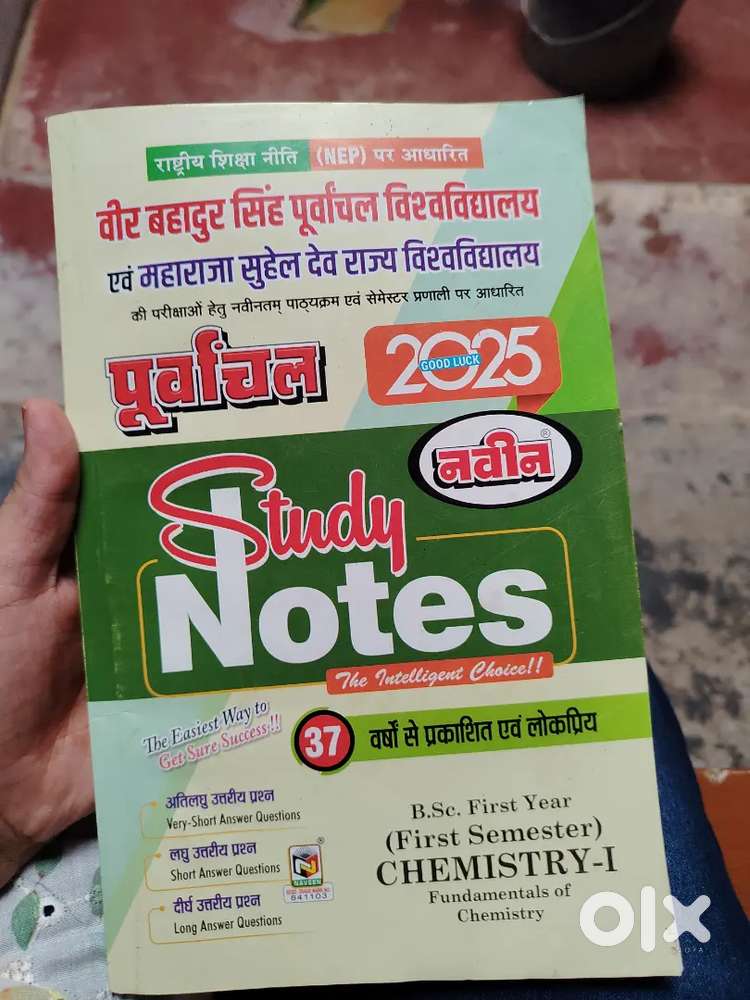 राष्ट्रीय शिक्षा नीति (NEP) पर आधारित
वीर बहादुर सिंह पूर्वांचल विश्वविद्यालय
एवं महाराजा सुहेल देव राज्य विश्वविद्यालय
की परीक्षाओं हेतु नवीनतम् पाठ्यक्रम एवं सेमेस्टर प्रणाली पर आधारित
पूर्वांचल
2025
GOOD LUCK
नवीन®
Study
Notes
The Intelligent Choice!!
The Easiest Way to
Get Sure Success!!
37 वर्षों से प्रकाशित एवं लोकप्रिय
अतिलघु उत्तरीय प्रश्न
Very-Short Answer Questions
लघु उत्तरीय प्रश्न
Short Answer Questions
दीर्घ उत्तरीय प्रश्न
Long Answer Questions
®
NAVEEN
841103
B.Sc. First Year
(First Semester)
CHEMISTRY-I
Fundamentals of
Chemistry
olx